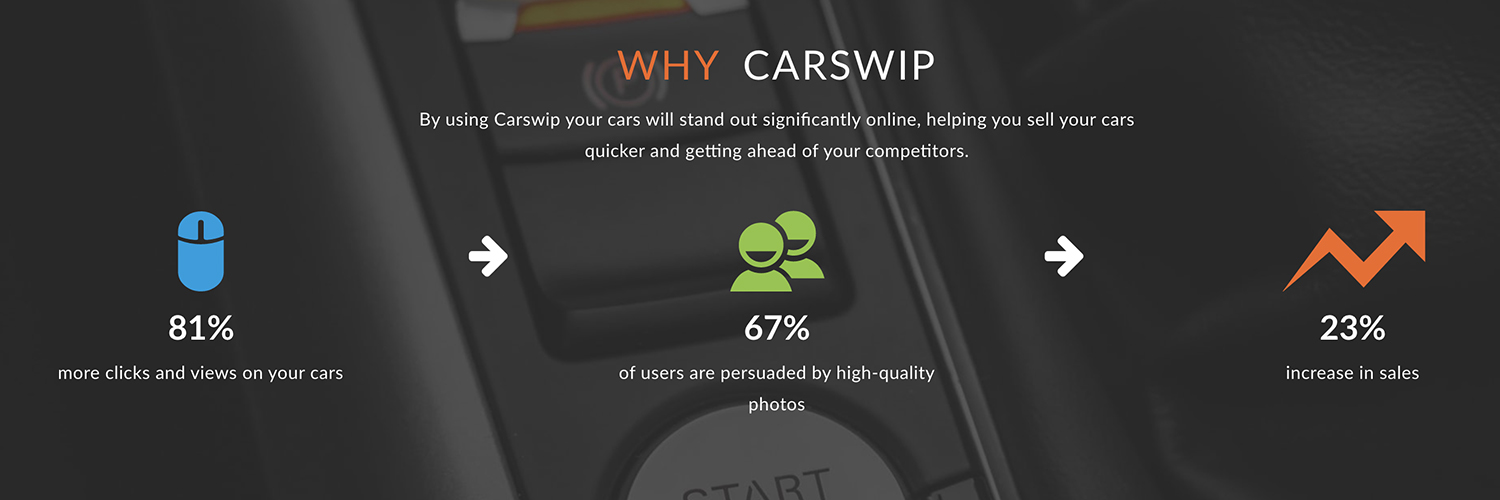 WHY CARSWIP
By using Carswip your cars will stand out significantly online, helping you sell your cars
quicker and getting ahead of your competitors.
81%
67%
23%
more clicks and views on your cars
of users are persuaded by high-quality
photos
increase in sales
START